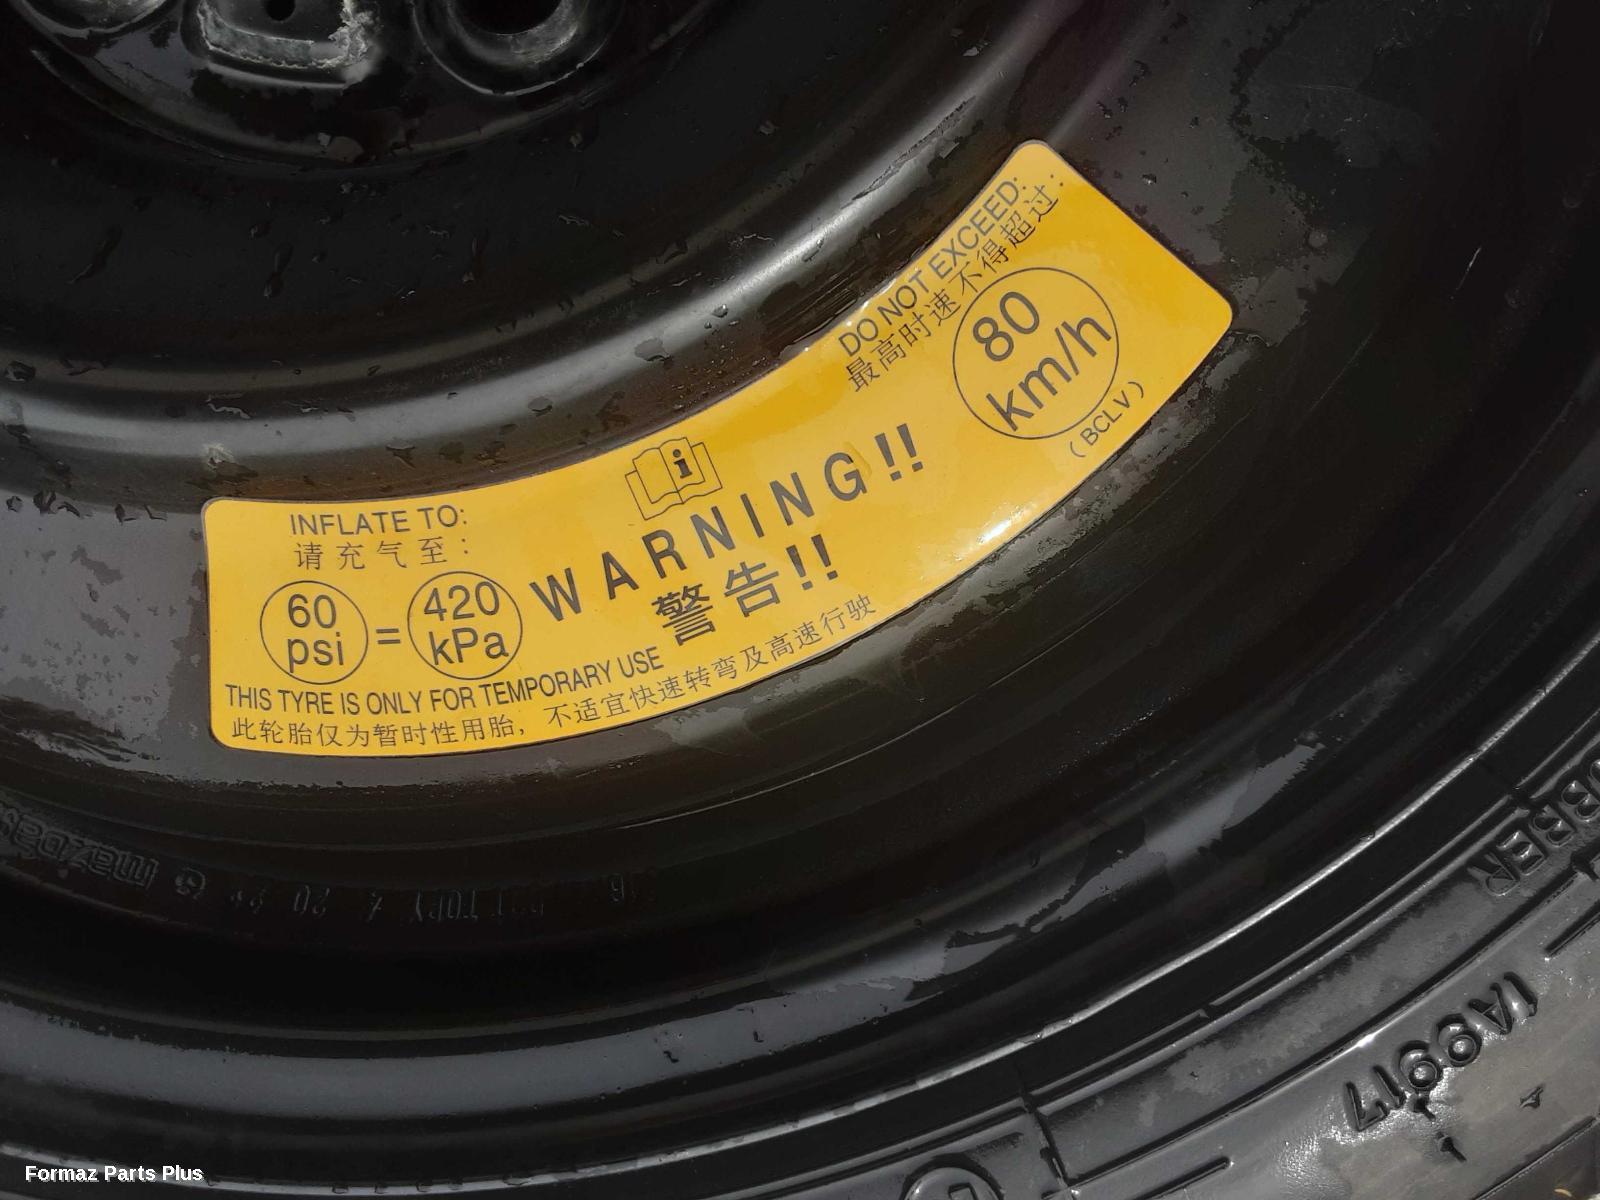 DO NOT EXCEED:
最高时速不得超过:
80
km/h
(BCLV)
INFLATE TO:
请充气至:
60
psi
=
420
kPa
WARNING!!
警告!!
THIS TYRE IS ONLY FOR TEMPORARY USE
此轮胎仅为暂时性用胎，不适宜快速转弯及高速行驶
1A9917
Formaz Parts Plus